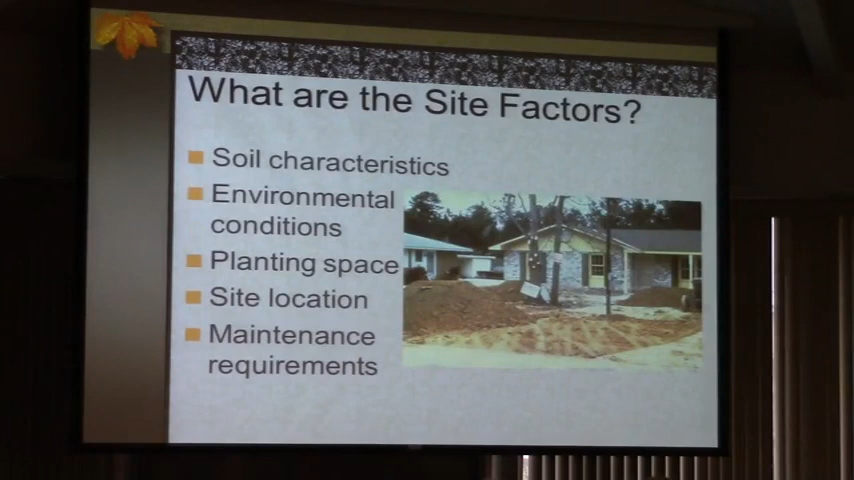 What are the Site Factors?
Soil characteristics
Environmental
conditions
Planting space
Site location
Maintenance
requirements